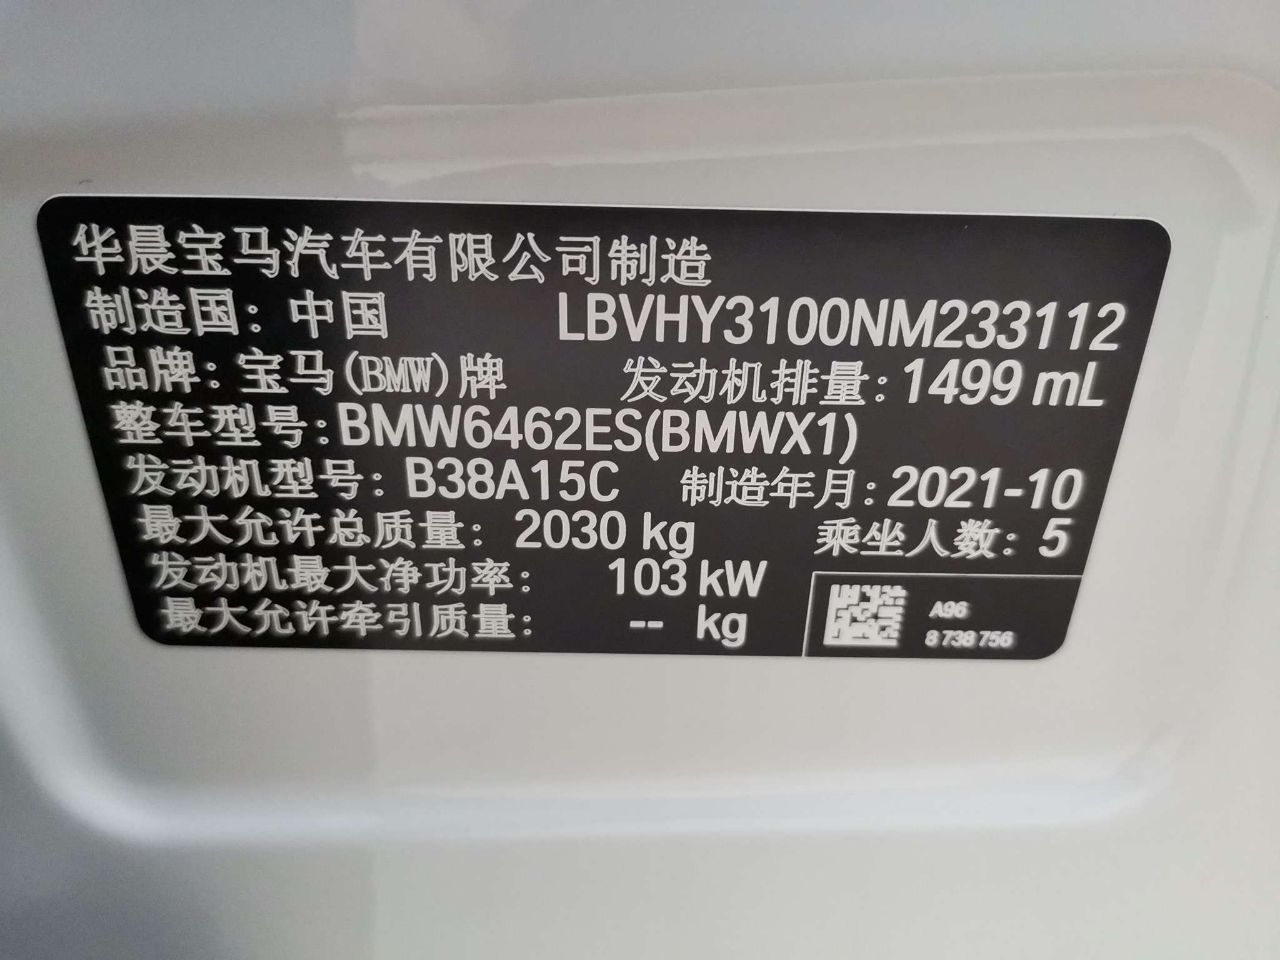 华晨宝马汽车有限公司制造
制造国：中国 LBVHY3100NM233112
品牌：宝马(BMW)牌 发动机排量：1499 mL
整车型号：BMW6462ES(BMWX1)
发动机型号：B38A15C 制造年月：2021-10
最大允许总质量：2030 kg 乘坐人数：5
发动机最大净功率：103 kW
最大允许牵引质量：-- kg
A96
8 738 756